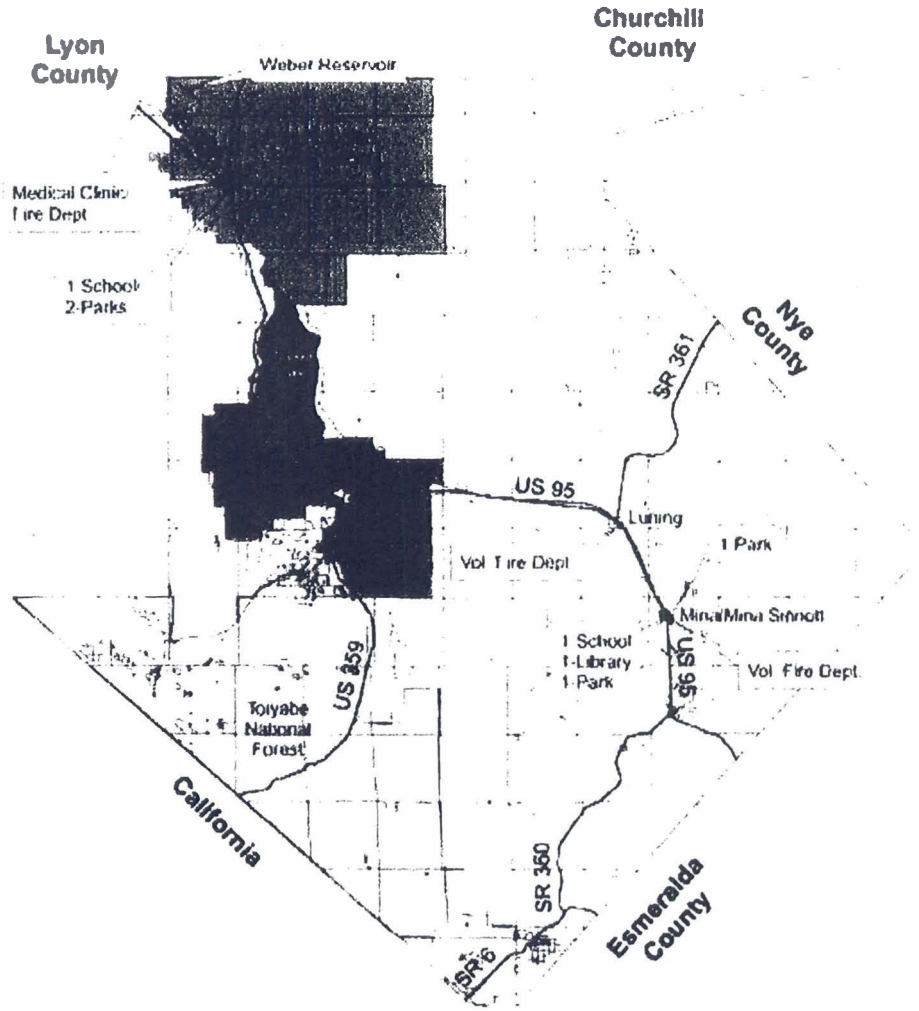 Churchill
County
Lyon
County
Weber Reservoir
Medical Clinic
Fire Dept
1 School
2-Parks
Nye
County
SR 361
US 95
Luning
1 Park
Vol Fire Dept
Mina/Mina Sinnott
1 School
1-Library
1-Park
US 95
Vol Fire Dept
US 359
Toiyabe
National
Forest
California
SR 360
Esmeralda
County
SR 6